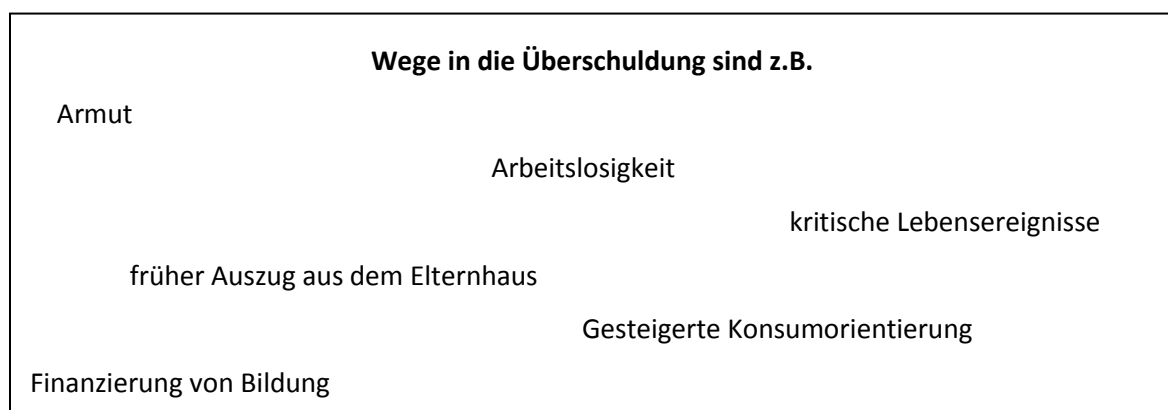 Wege in die Überschuldung sind z.B.
Armut
Arbeitslosigkeit
kritische Lebensereignisse
früher Auszug aus dem Elternhaus
Gesteigerte Konsumorientierung
Finanzierung von Bildung